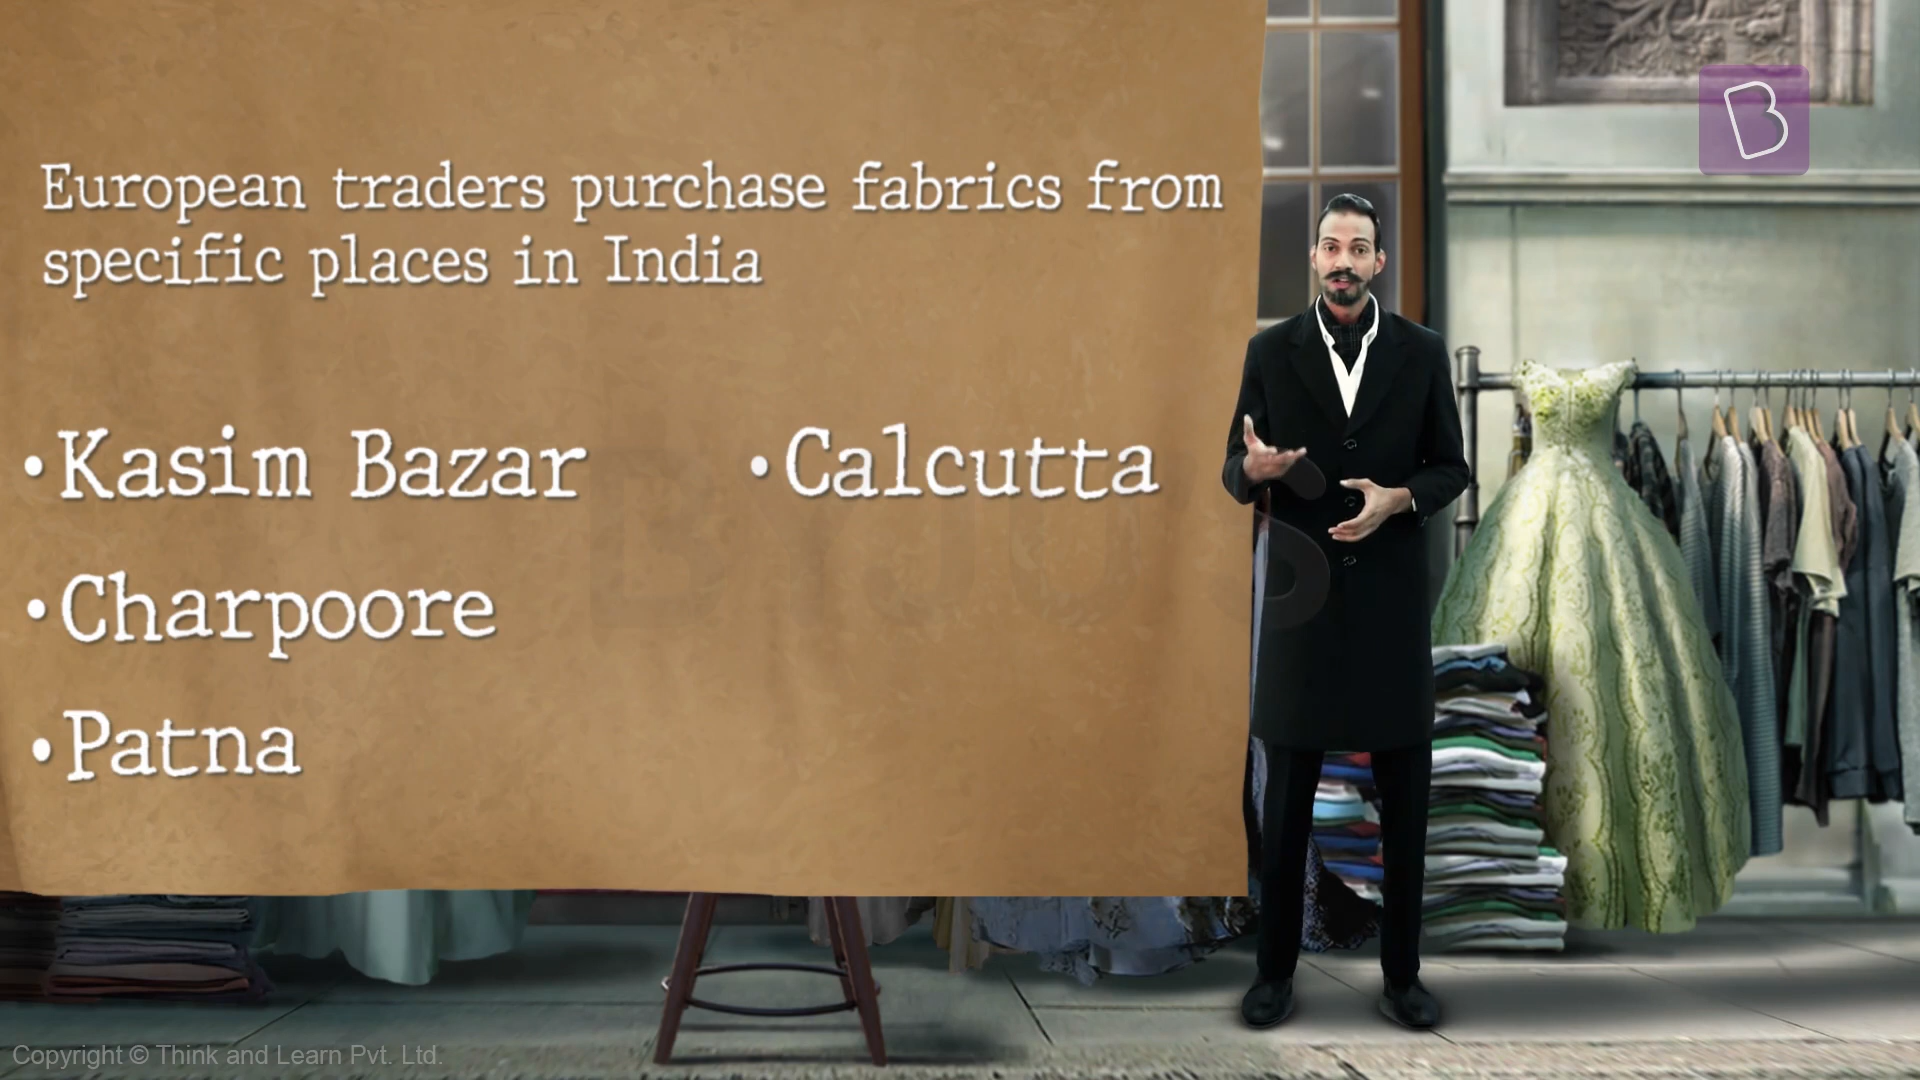 European traders purchase fabrics from
specific places in India
•Kasim Bazar
•Calcutta
•Charpoore
•Patna
B
BYJU'S
Copyright © Think and Learn Pvt. Ltd.